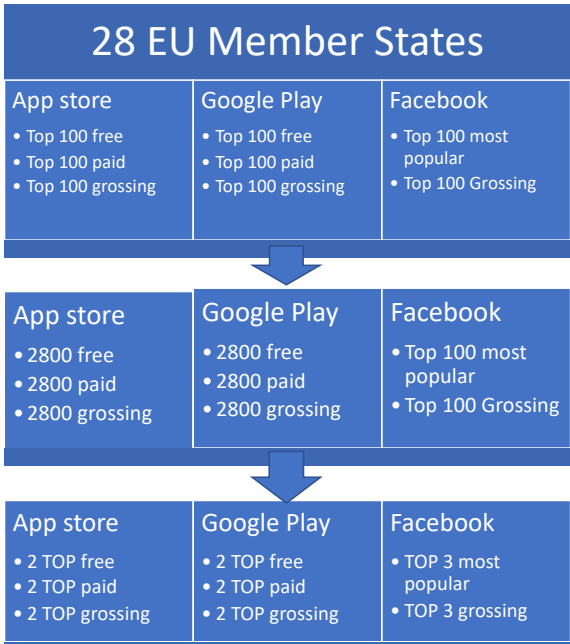 28 EU Member States
App store
• Top 100 free
• Top 100 paid
• Top 100 grossing
Google Play
• Top 100 free
• Top 100 paid
• Top 100 grossing
Facebook
• Top 100 most
popular
• Top 100 Grossing
App store
• 2800 free
• 2800 paid
• 2800 grossing
Google Play
• 2800 free
• 2800 paid
• 2800 grossing
Facebook
• Top 100 most
popular
• Top 100 Grossing
App store
• 2 TOP free
• 2 TOP paid
• 2 TOP grossing
Google Play
• 2 TOP free
• 2 TOP paid
• 2 TOP grossing
Facebook
• TOP 3 most
popular
• TOP 3 grossing